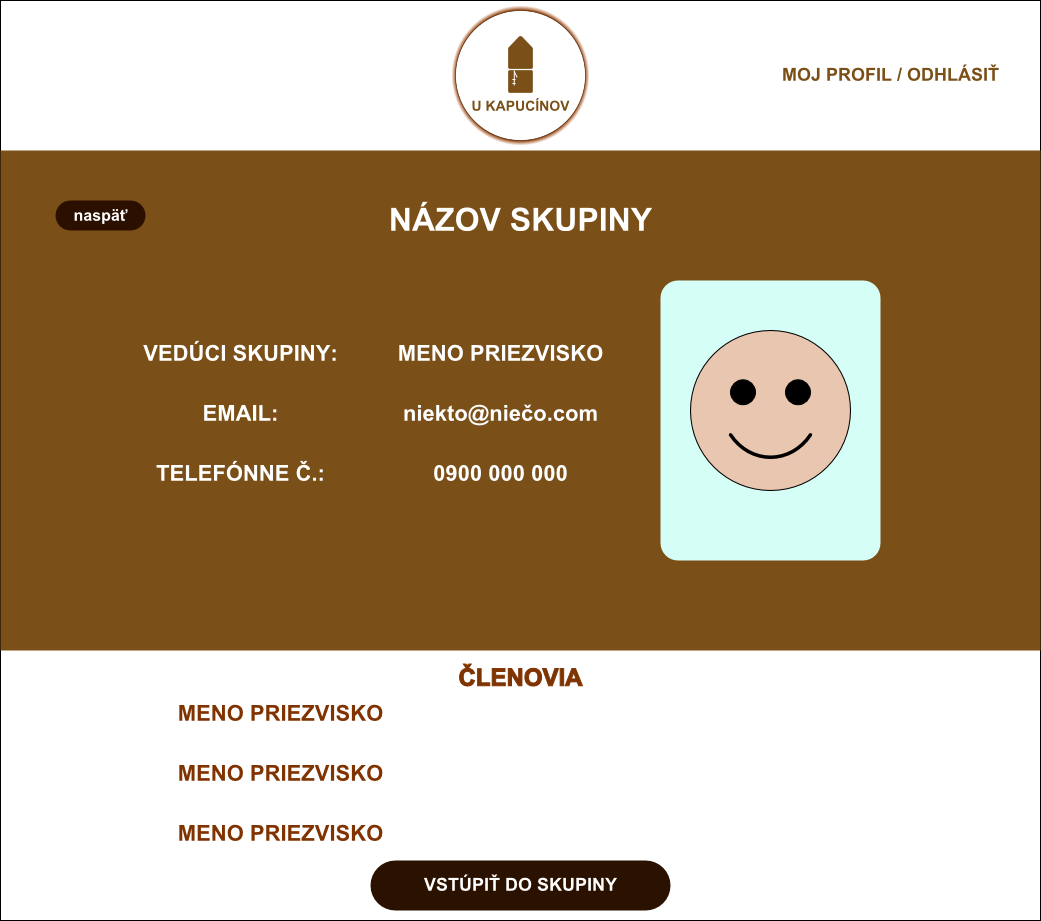 U KAPUCÍNOV
MOJ PROFIL / ODHLÁSIŤ
naspäť
NÁZOV SKUPINY
VEDÚCI SKUPINY: MENO PRIEZVISKO
EMAIL: niekto@niečo.com
TELEFÓNNE Č.: 0900 000 000
ČLENOVIA
MENO PRIEZVISKO
MENO PRIEZVISKO
MENO PRIEZVISKO
VSTÚPIŤ DO SKUPINY